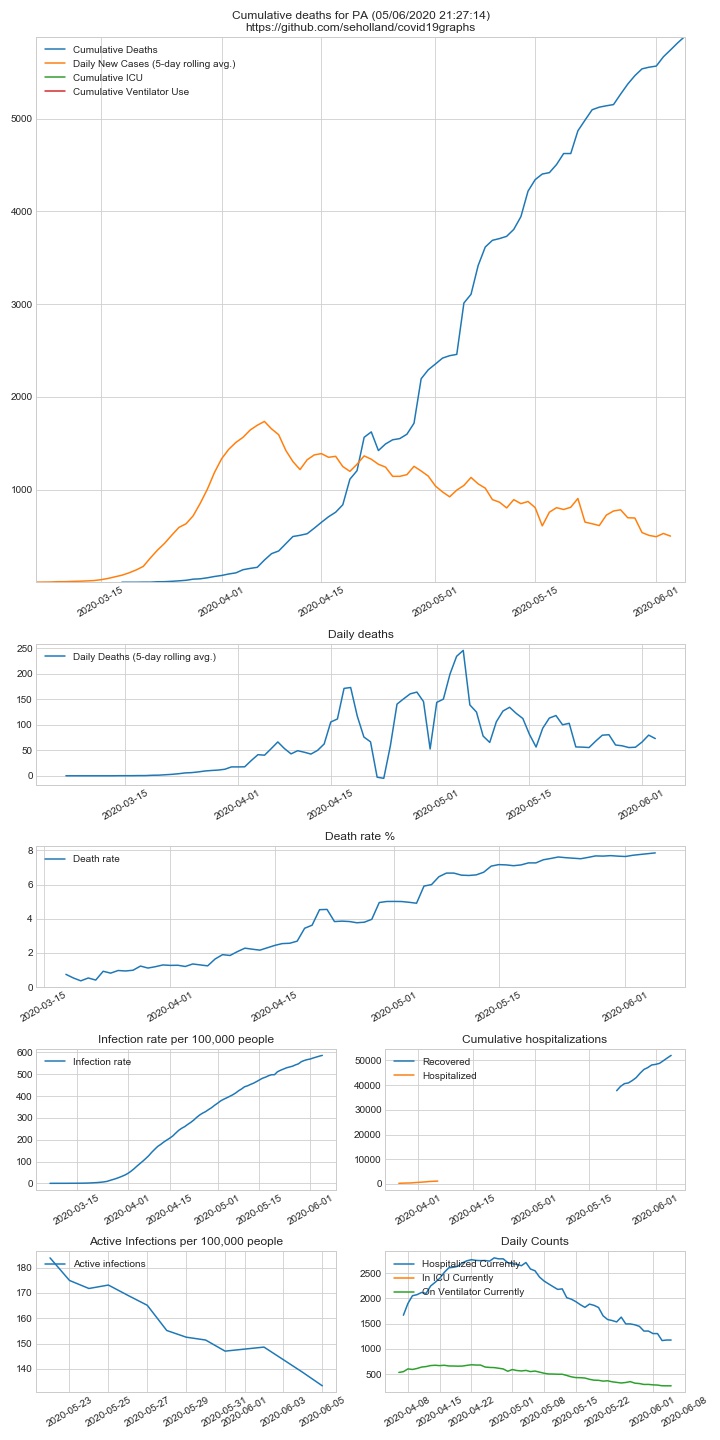 Cumulative deaths for PA (05/06/2020 21:27:14)
https://github.com/seholland/covid19graphs
Cumulative Deaths
Daily New Cases (5-day rolling avg.)
Cumulative ICU
Cumulative Ventilator Use
5000
4000
3000
2000
1000
2020-03-15 2020-04-01 2020-04-15 2020-05-01 2020-05-15 2020-06-01
Daily deaths
Daily Deaths (5-day rolling avg.)
250
200
150
100
50
0
2020-03-15 2020-04-01 2020-04-15 2020-05-01 2020-05-15 2020-06-01
Death rate %
Death rate
8
6
4
2
0
2020-03-15 2020-04-01 2020-04-15 2020-05-01 2020-05-15 2020-06-01
Infection rate per 100,000 people
Infection rate
600
500
400
300
200
100
0
2020-03-15 2020-04-01 2020-04-15 2020-05-01 2020-05-15 2020-06-01
Cumulative hospitalizations
Recovered
Hospitalized
50000
40000
30000
20000
10000
0
2020-04-01 2020-04-15 2020-05-01 2020-05-15 2020-06-01
Active Infections per 100,000 people
Active infections
180
170
160
150
140
2020-05-23 2020-05-25 2020-05-27 2020-05-29 2020-05-31 2020-06-01 2020-06-03 2020-06-05
Daily Counts
Hospitalized Currently
In ICU Currently
On Ventilator Currently
2500
2000
1500
1000
500
2020-04-08 2020-04-15 2020-04-22 2020-05-01 2020-05-08 2020-05-15 2020-05-22 2020-06-01 2020-06-08